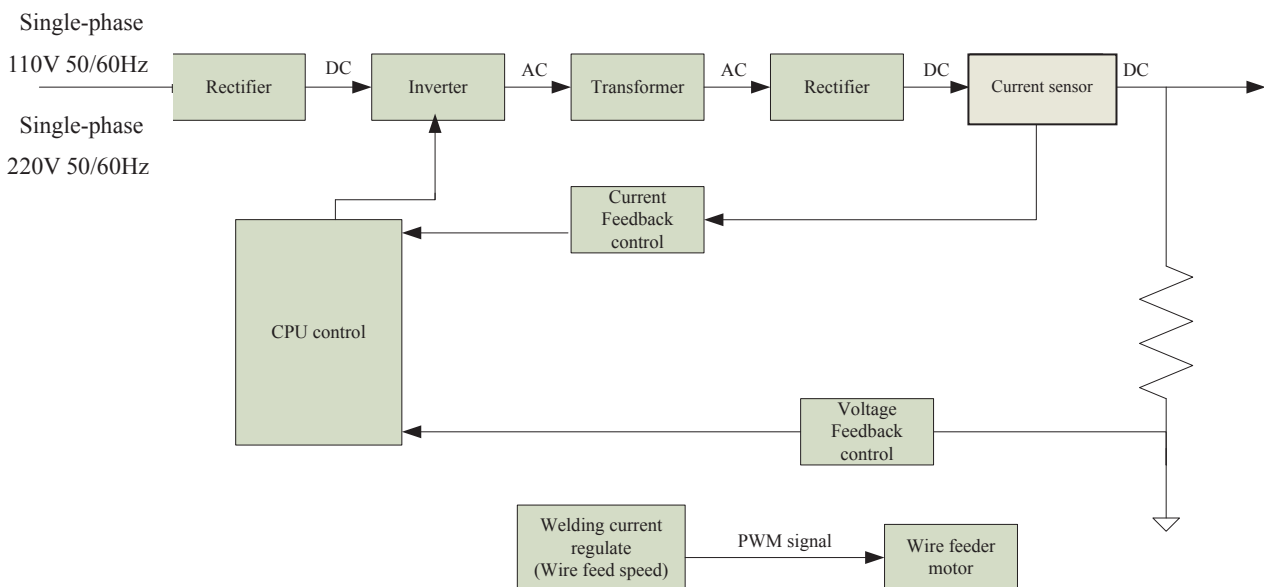 Single-phase
110V 50/60Hz
Single-phase
220V 50/60Hz
Rectifier
DC
Inverter
AC
Transformer
AC
Rectifier
DC
Current sensor
DC
Current
Feedback
control
CPU control
Voltage
Feedback
control
Welding current
regulate
(Wire feed speed)
PWM signal
Wire feeder
motor